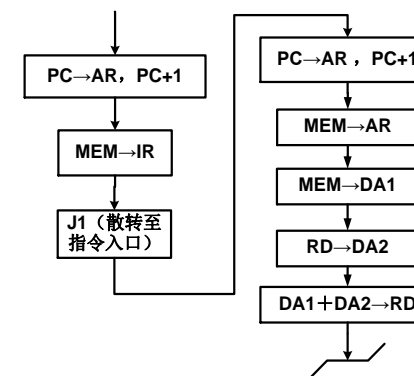 PC→AR，PC+1
MEM→IR
J1（散转至
指令入口）
PC→AR ，PC+1
MEM→AR
MEM→DA1
RD→DA2
DA1＋DA2→RD